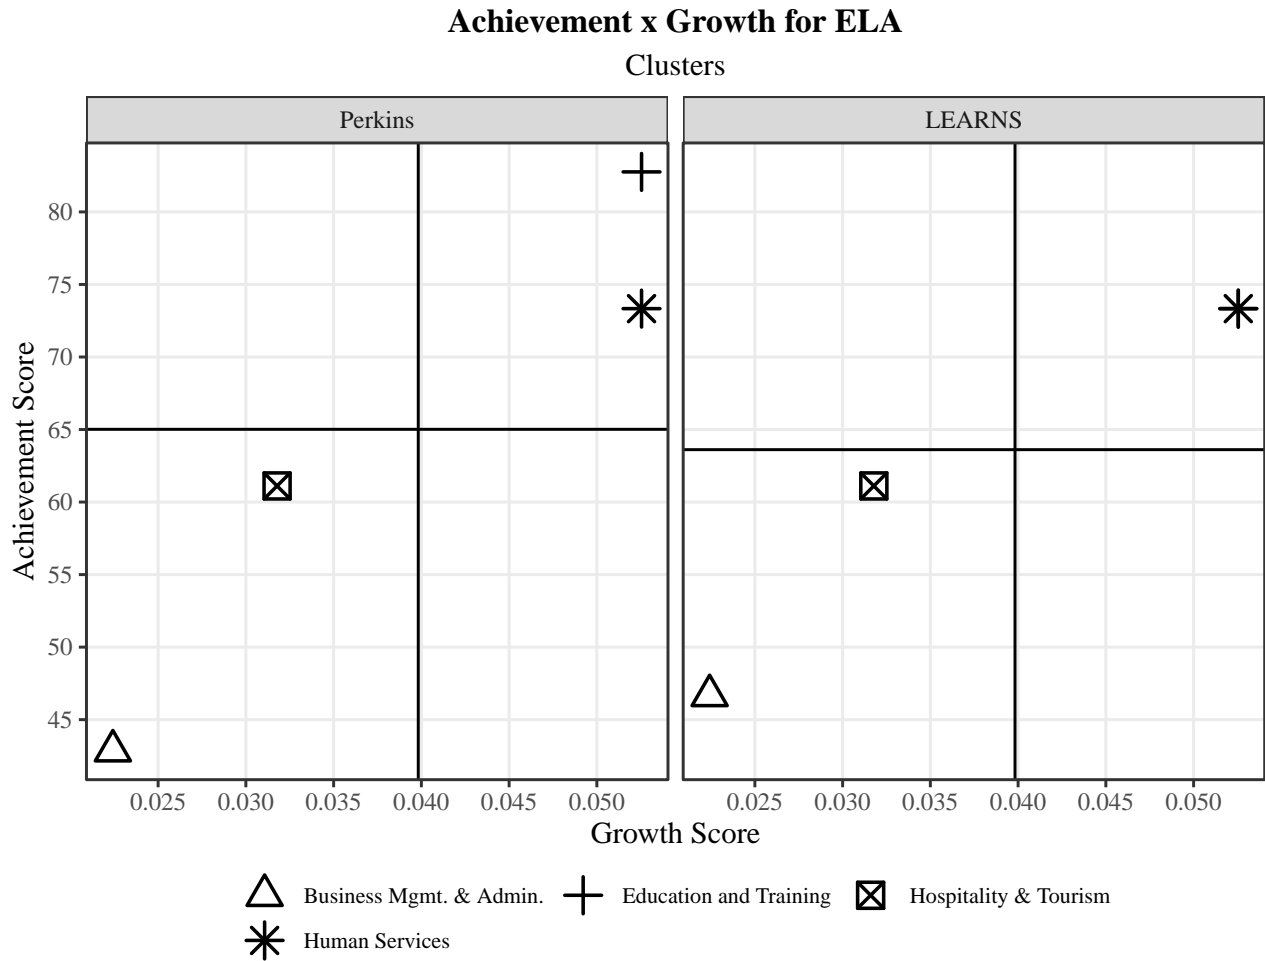 Achievement x Growth for ELA
Clusters
Perkins
LEARNS
Achievement Score
80
75
70
65
60
55
50
45
0.025 0.030 0.035 0.040 0.045 0.050
0.025 0.030 0.035 0.040 0.045 0.050
Growth Score
Business Mgmt. & Admin. Education and Training Hospitality & Tourism
Human Services